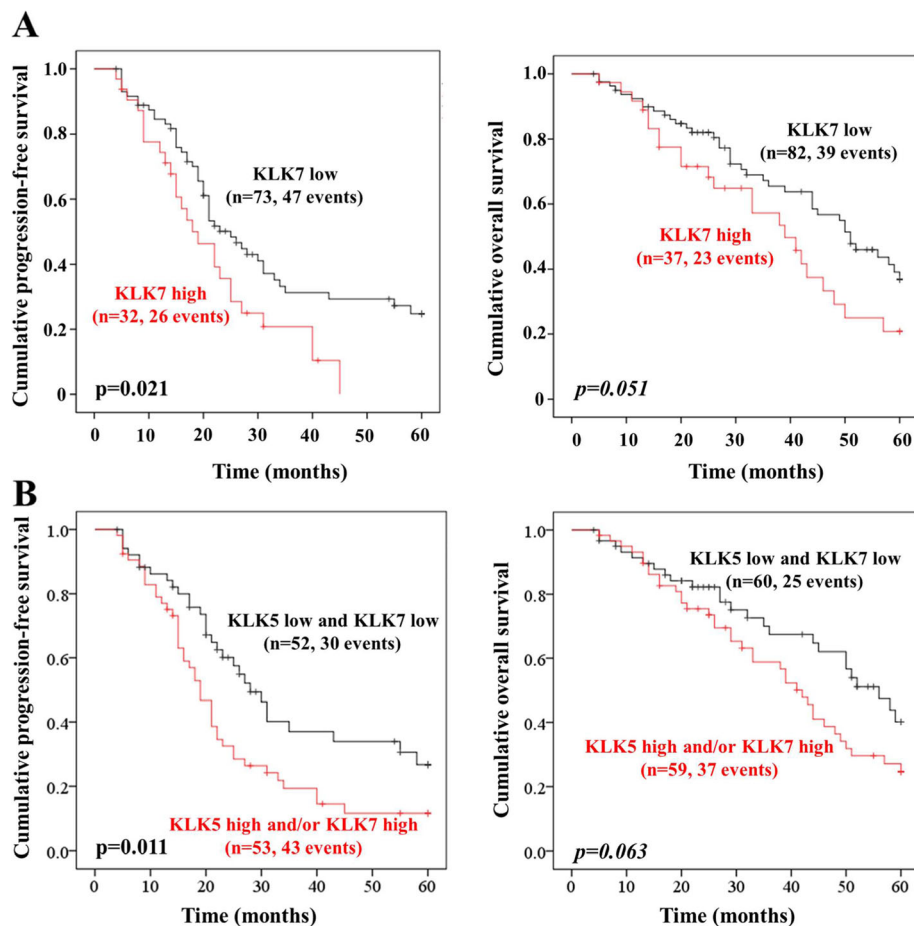 A
Cumulative progression-free survival
1.0
0.8
0.6
0.4
0.2
0
KLK7 low
(n=73, 47 events)
KLK7 high
(n=32, 26 events)
p=0.021
0 10 20 30 40 50 60
Time (months)
Cumulative overall survival
1.0
0.8
0.6
0.4
0.2
0.0
KLK7 low
(n=82, 39 events)
KLK7 high
(n=37, 23 events)
p=0.051
0 10 20 30 40 50 60
Time (months)
B
Cumulative progression-free survival
1.0
0.8
0.6
0.4
0.2
0.0
KLK5 low and KLK7 low
(n=52, 30 events)
KLK5 high and/or KLK7 high
(n=53, 43 events)
p=0.011
0 10 20 30 40 50 60
Time (months)
Cumulative overall survival
1.0
0.8
0.6
0.4
0.2
0.0
KLK5 low and KLK7 low
(n=60, 25 events)
KLK5 high and/or KLK7 high
(n=59, 37 events)
p=0.063
0 10 20 30 40 50 60
Time (months)